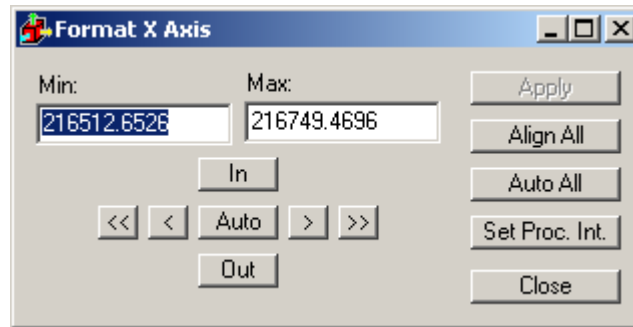 Format X Axis
Min:
Max:
216512.6526
216749.4696
In
<< < Auto > >>
Out
Apply
Align All
Auto All
Set Proc. Int.
Close